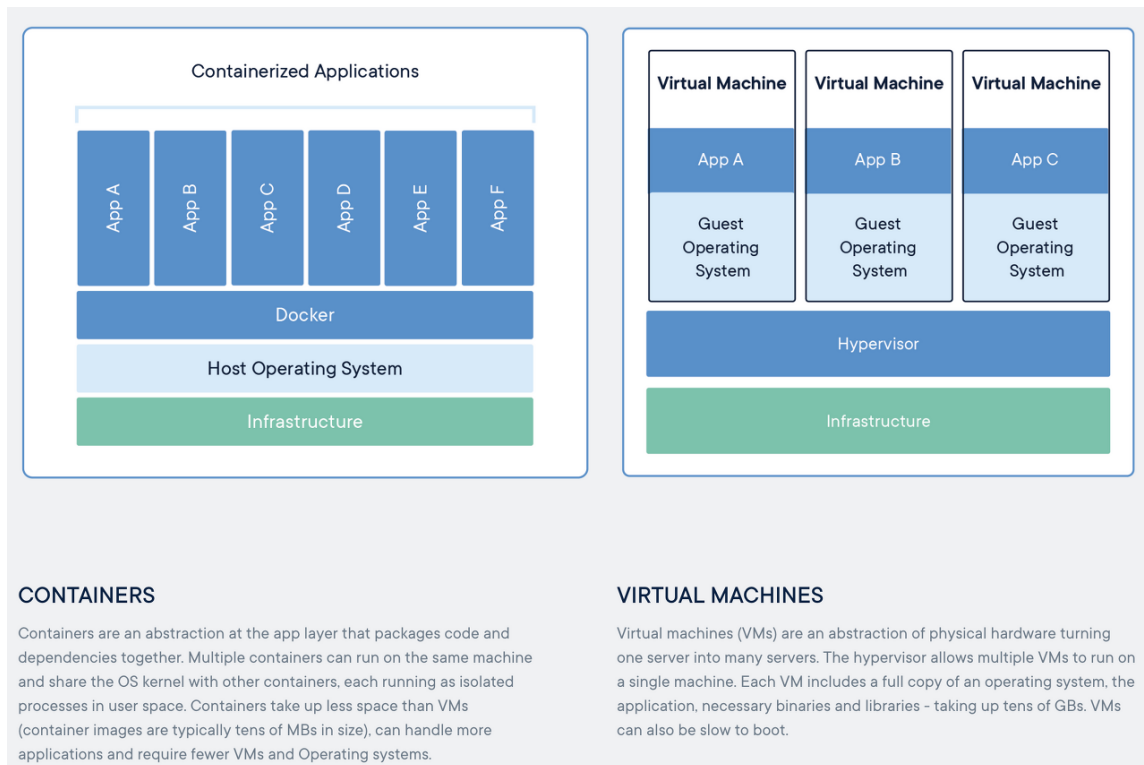 Containerized Applications
App A
App B
App C
App D
App E
App F
Docker
Host Operating System
Infrastructure
Virtual Machine
App A
Guest
Operating
System
Virtual Machine
App B
Guest
Operating
System
Virtual Machine
App C
Guest
Operating
System
Hypervisor
Infrastructure
CONTAINERS
Containers are an abstraction at the app layer that packages code and
dependencies together. Multiple containers can run on the same machine
and share the OS kernel with other containers, each running as isolated
processes in user space. Containers take up less space than VMs
(container images are typically tens of MBs in size), can handle more
applications and require fewer VMs and Operating systems.
VIRTUAL MACHINES
Virtual machines (VMs) are an abstraction of physical hardware turning
one server into many servers. The hypervisor allows multiple VMs to run on
a single machine. Each VM includes a full copy of an operating system, the
application, necessary binaries and libraries - taking up tens of GBs. VMs
can also be slow to boot.